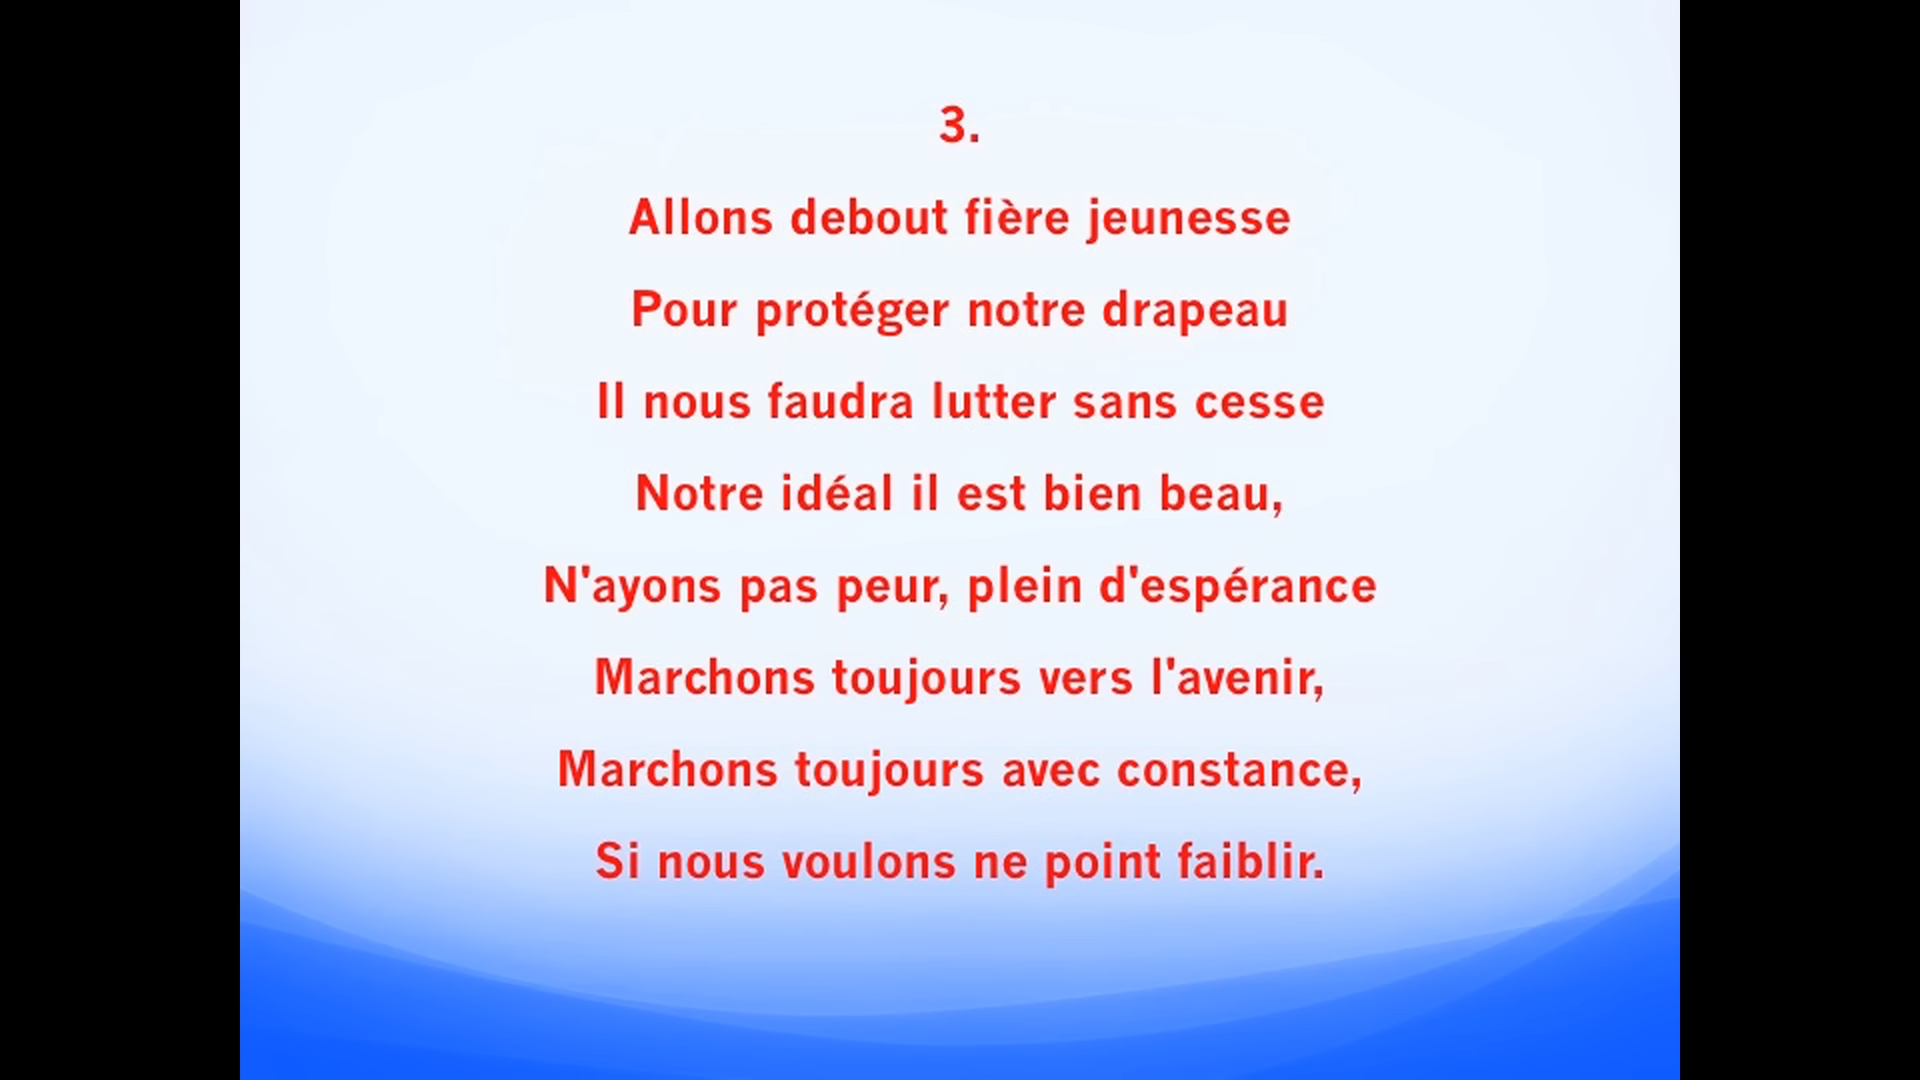 3.
Allons debout fière jeunesse
Pour protéger notre drapeau
Il nous faudra lutter sans cesse
Notre idéal il est bien beau,
N'ayons pas peur, plein d'espérance
Marchons toujours vers l'avenir,
Marchons toujours avec constance,
Si nous voulons ne point faiblir.